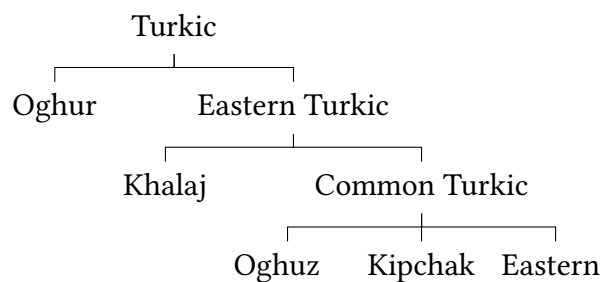 Turkic
Oghur Eastern Turkic
Khalaj Common Turkic
Oghuz Kipchak Eastern